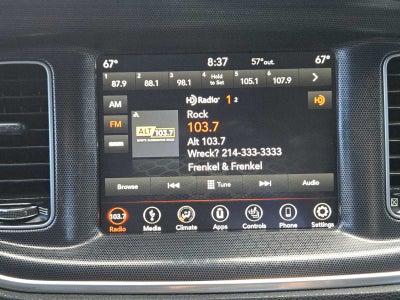 67° 8:37 57°out. 67°
1 2 3 4 5 6
87.9 88.1 98.1 Hold to Set 105.1 107.9
AM
HD Radio 1 2
HD
Rock
FM
ALT 103.7
103.7
Alt 103.7
Wreck? 214-333-3333
Frenkel & Frenkel
Browse Tune Audio
103.7
Radio Media Climate Apps Controls Phone Settings